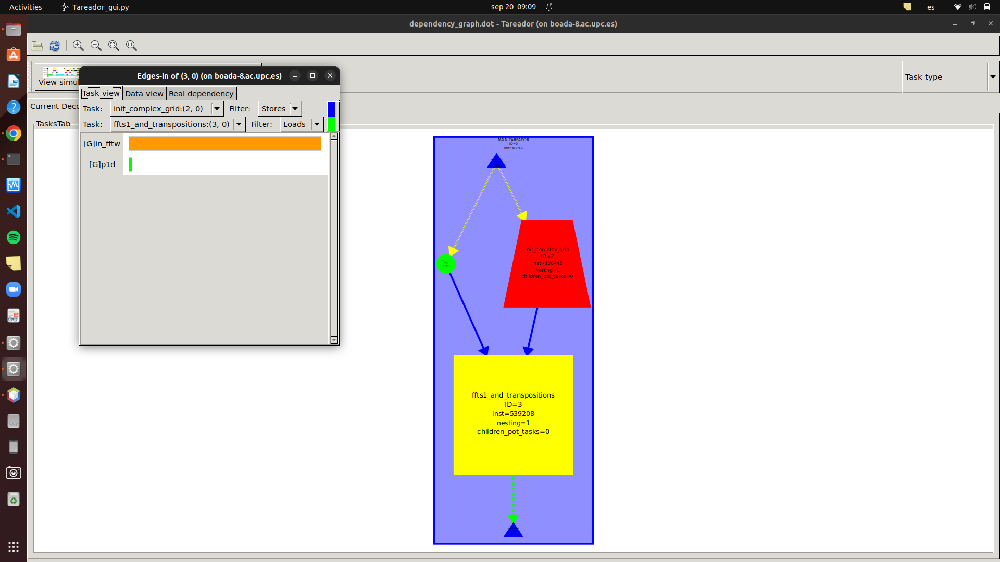 Activities
Tareador_gui.py
sep 20 09:09
es
dependency_graph.dot - Tareador (on boada-8.ac.upc.es)
View simu
Task type
Current Deco
TasksTab
Edges-in of (3, 0) (on boada-8.ac.upc.es)
Task view
Data view
Real dependency
Task:
init_complex_grid:(2, 0)
Filter:
Stores
Task:
ffts1_and_transpositions:(3, 0)
Filter:
Loads
[G]in_fftw
[G]p1d
MAIN_TAREADOR
ID=0
inst=639780
init_complex_grid
ID=2
inst=100442
nesting=1
children_pot_tasks=0
ffts1_and_transpositions
ID=3
inst=539208
nesting=1
children_pot_tasks=0
SSD